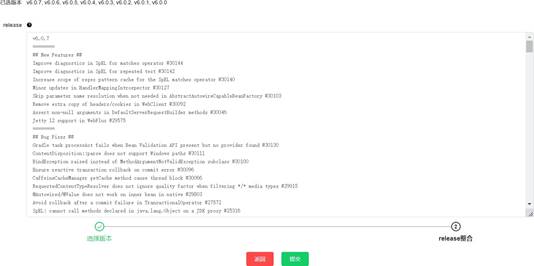 已选版本: v6.0.7, v6.0.6, v6.0.5, v6.0.4, v6.0.3, v6.0.2, v6.0.1, v6.0.0
release
v6.0.7
=======
## New Features ##
Improve diagnostics in SpEL for matches operator #30144
Improve diagnostics in SpEL for repeated text #30142
Increase scope of regex pattern cache for the SpEL matches operator #30140
Minor updates in HandlerMappingIntrospector #30127
Skip parameter name resolution when not needed in AbstractAutowireCapableBeanFactory #30103
Remove extra copy of headers/cookies in WebClient #30052
Assert non-null arguments in DefaultServerRequestBuilder methods #30045
Jetty 12 support in WebFlux #29575
=======
## Bug Fixes ##
Gradle task processAot fails when Bean Validation API present but no provider found #30130
ContentDisposition::parse does not support Windows paths #30111
BindException raised instead of MethodArgumentNotValidException subclass #30100
Ensure reactive transaction rollback on commit error #30096
CaffeineCacheManager getCache method cause thread block #30066
RequestedContentTypeResolver does not ignore quality factor when filtering */* media types #29915
@Autowired/@Value does not work on inner bean in native #29803
Avoid rollback after a commit failure in TransactionalOperator #27572
SpEL: cannot call methods declared in java.lang.Object on a JDK proxy #25316
选择版本
2
release整合
返回
提交